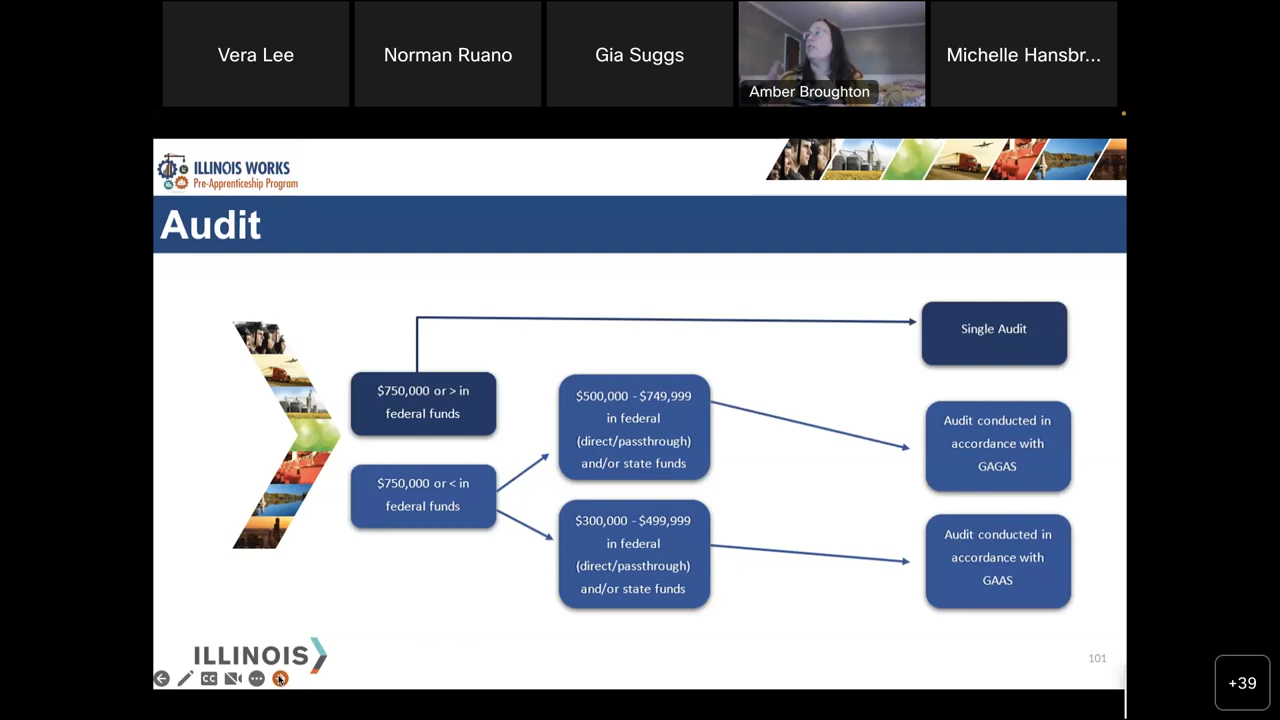 Vera Lee
Norman Ruano
Gia Suggs
Amber Broughton
Michelle Hansbr...
ILLINOIS WORKS
Pre-Apprenticeship Program
Audit
Single Audit
$750,000 or > in
federal funds
$500,000 - $749,999
in federal
(direct/passthrough)
and/or state funds
Audit conducted in
accordance with
GAGAS
$750,000 or < in
federal funds
$300,000 - $499,999
in federal
(direct/passthrough)
and/or state funds
Audit conducted in
accordance with
GAAS
ILLINOIS
101
CC
+39